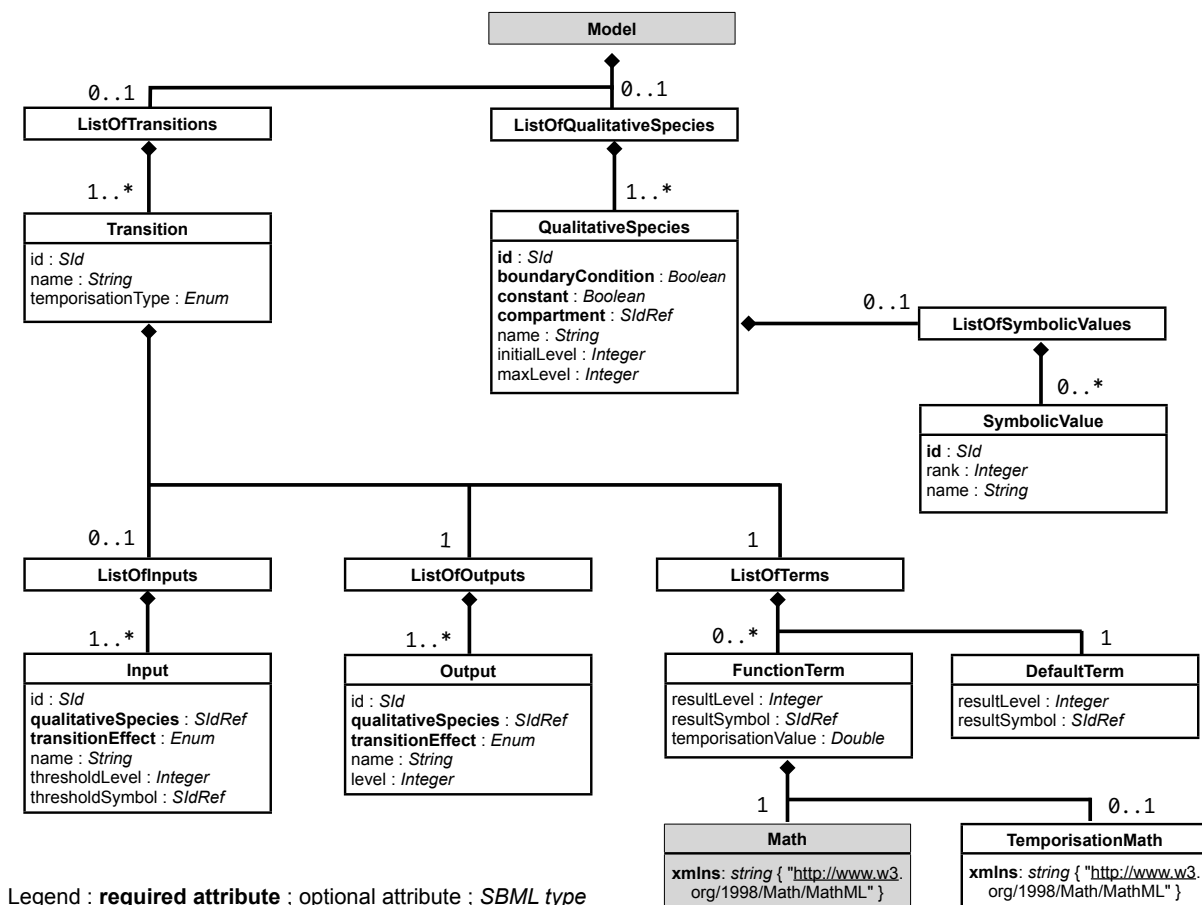 Model
0..1
0..1
ListOfTransitions
ListOfQualitativeSpecies
1..*
1..*
Transition
id : SId
name : String
temporisationType : Enum
QualitativeSpecies
id : SId
boundaryCondition : Boolean
constant : Boolean
compartment : SIdRef
name : String
initialLevel : Integer
maxLevel : Integer
0..1
ListOfSymbolicValues
0..*
SymbolicValue
id : SId
rank : Integer
name : String
0..1
1
1
ListOfInputs
ListOfOutputs
ListOfTerms
1..*
1..*
0..*
1
Input
id : SId
qualitativeSpecies : SIdRef
transitionEffect : Enum
name : String
thresholdLevel : Integer
thresholdSymbol : SIdRef
Output
id : SId
qualitativeSpecies : SIdRef
transitionEffect : Enum
name : String
level : Integer
FunctionTerm
resultLevel : Integer
resultSymbol : SIdRef
temporisationValue : Double
DefaultTerm
resultLevel : Integer
resultSymbol : SIdRef
1
0..1
Math
xmlns: string { "http://www.w3.
org/1998/Math/MathML" }
TemporisationMath
xmlns: string { "http://www.w3.
org/1998/Math/MathML" }
Legend : required attribute ; optional attribute ; SBML type